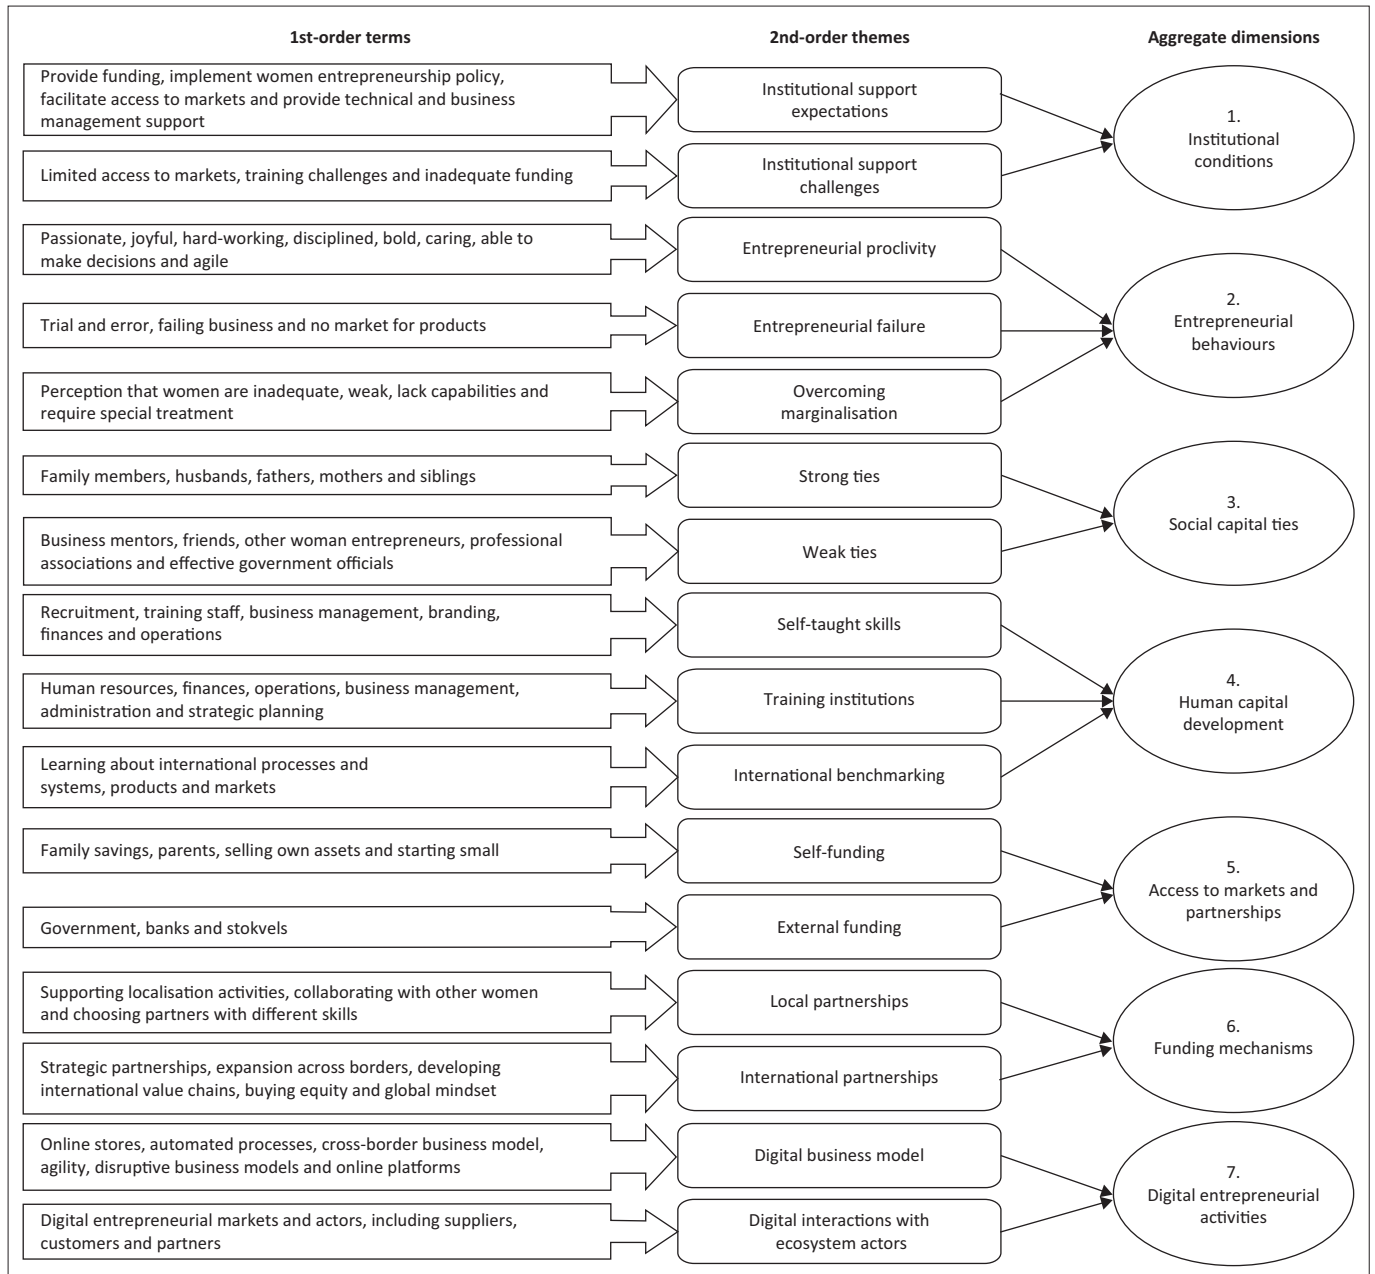 1st-order terms
2nd-order themes
Aggregate dimensions
Provide funding, implement women entrepreneurship policy,
facilitate access to markets and provide technical and business
management support
Institutional support
expectations
1.
Institutional
conditions
Limited access to markets, training challenges and inadequate funding
Institutional support
challenges
Passionate, joyful, hard-working, disciplined, bold, caring, able to
make decisions and agile
Entrepreneurial proclivity
Trial and error, failing business and no market for products
Entrepreneurial failure
2.
Entrepreneurial
behaviours
Perception that women are inadequate, weak, lack capabilities and
require special treatment
Overcoming
marginalisation
Family members, husbands, fathers, mothers and siblings
Strong ties
3.
Social capital ties
Business mentors, friends, other woman entrepreneurs, professional
associations and effective government officials
Weak ties
Recruitment, training staff, business management, branding,
finances and operations
Self-taught skills
Human resources, finances, operations, business management,
administration and strategic planning
Training institutions
4.
Human capital
development
Learning about international processes and
systems, products and markets
International benchmarking
Family savings, parents, selling own assets and starting small
Self-funding
5.
Access to markets and
partnerships
Government, banks and stokvels
External funding
Supporting localisation activities, collaborating with other women
and choosing partners with different skills
Local partnerships
6.
Funding mechanisms
Strategic partnerships, expansion across borders, developing
international value chains, buying equity and global mindset
International partnerships
Online stores, automated processes, cross-border business model,
agility, disruptive business models and online platforms
Digital business model
7.
Digital entrepreneurial
activities
Digital entrepreneurial markets and actors, including suppliers,
customers and partners
Digital interactions with
ecosystem actors